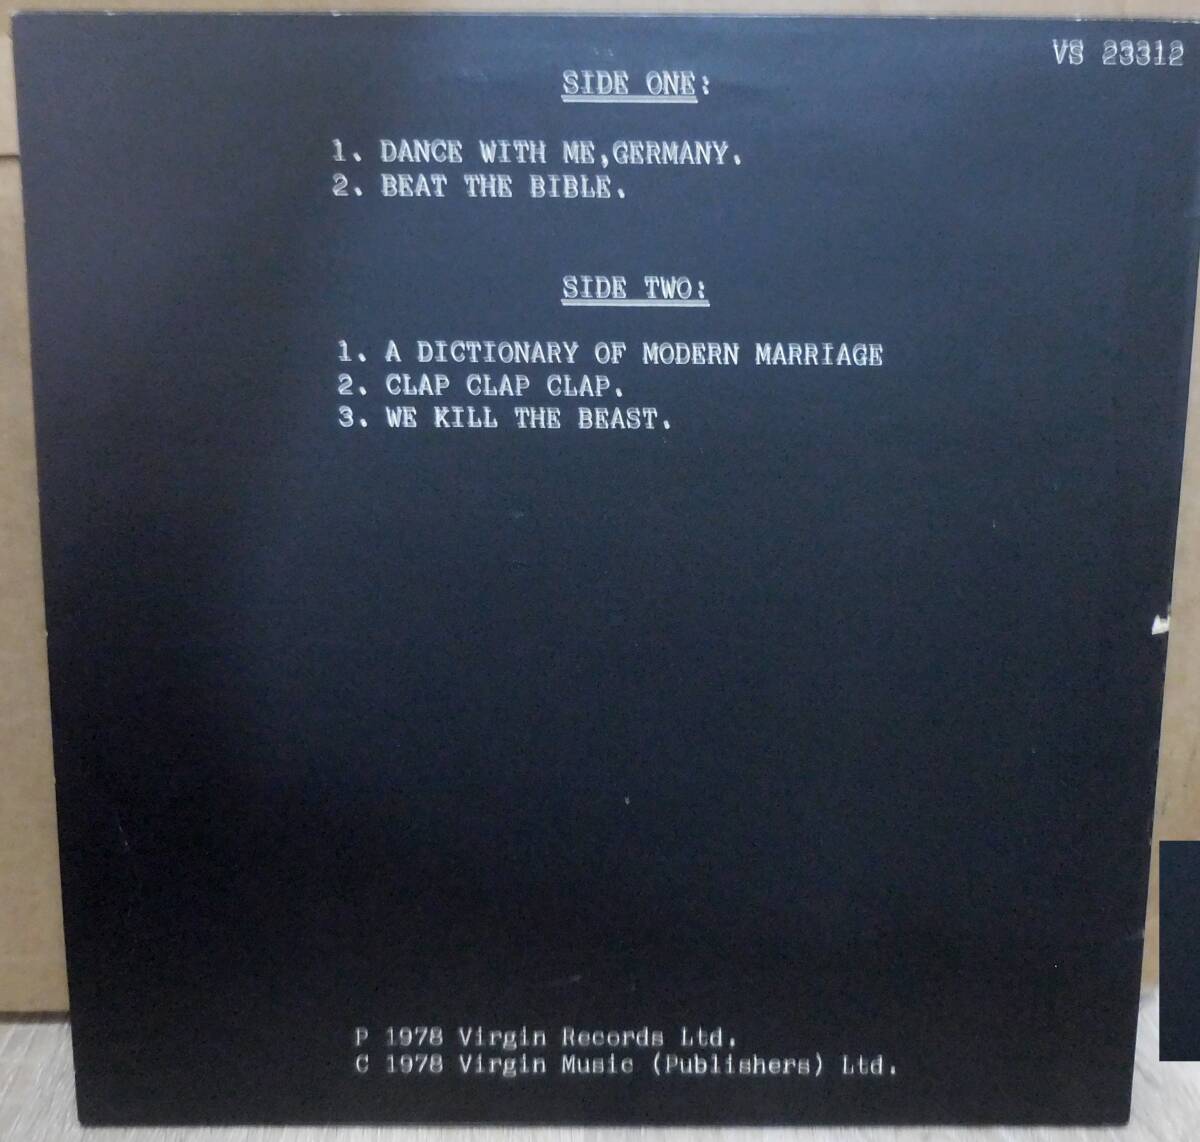 VS 23312
SIDE ONE:
1. DANCE WITH ME,GERMANY.
2. BEAT THE BIBLE.
SIDE TWO:
1. A DICTIONARY OF MODERN MARRIAGE
2. CLAP CLAP CLAP.
3. WE KILL THE BEAST.
P 1978 Virgin Records Ltd.
C 1978 Virgin Music (Publishers) Ltd.